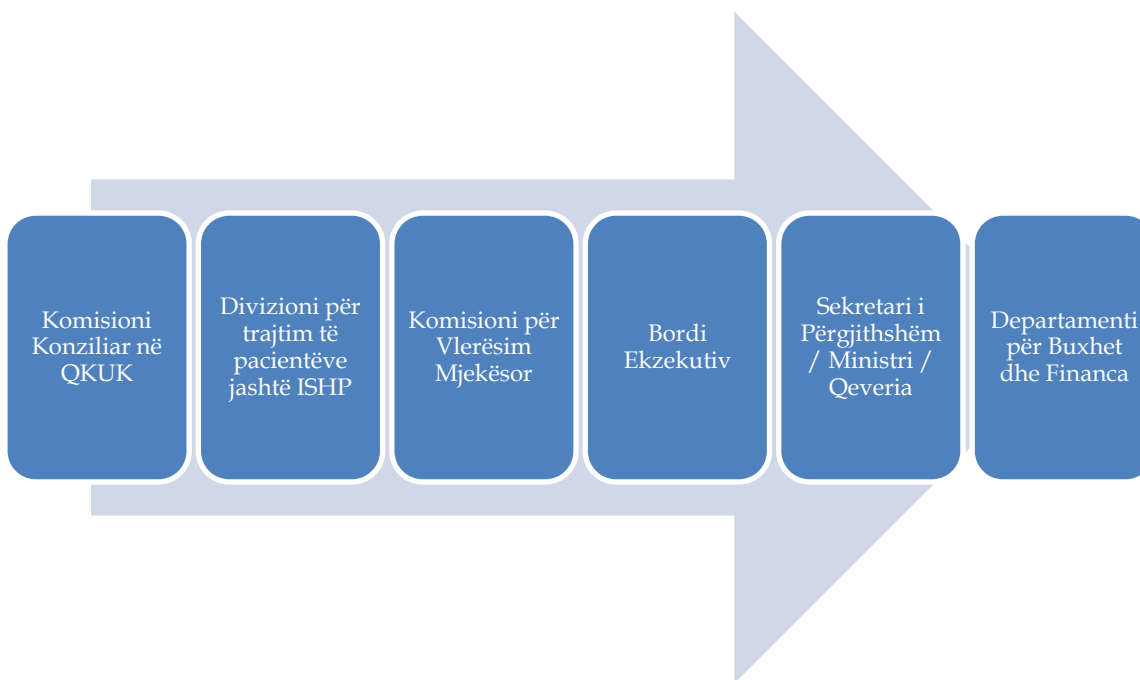 Komisioni
Konziliar në
QKUK
Divizioni për
trajtim të
pacientëve
jashtë ISHP
Komisioni për
Vlerësim
Mjekësor
Bordi
Ekzekutiv
Sekretari i
Përgjithshëm
/ Ministri /
Qeveria
Departamenti
për Buxhet
dhe Financa